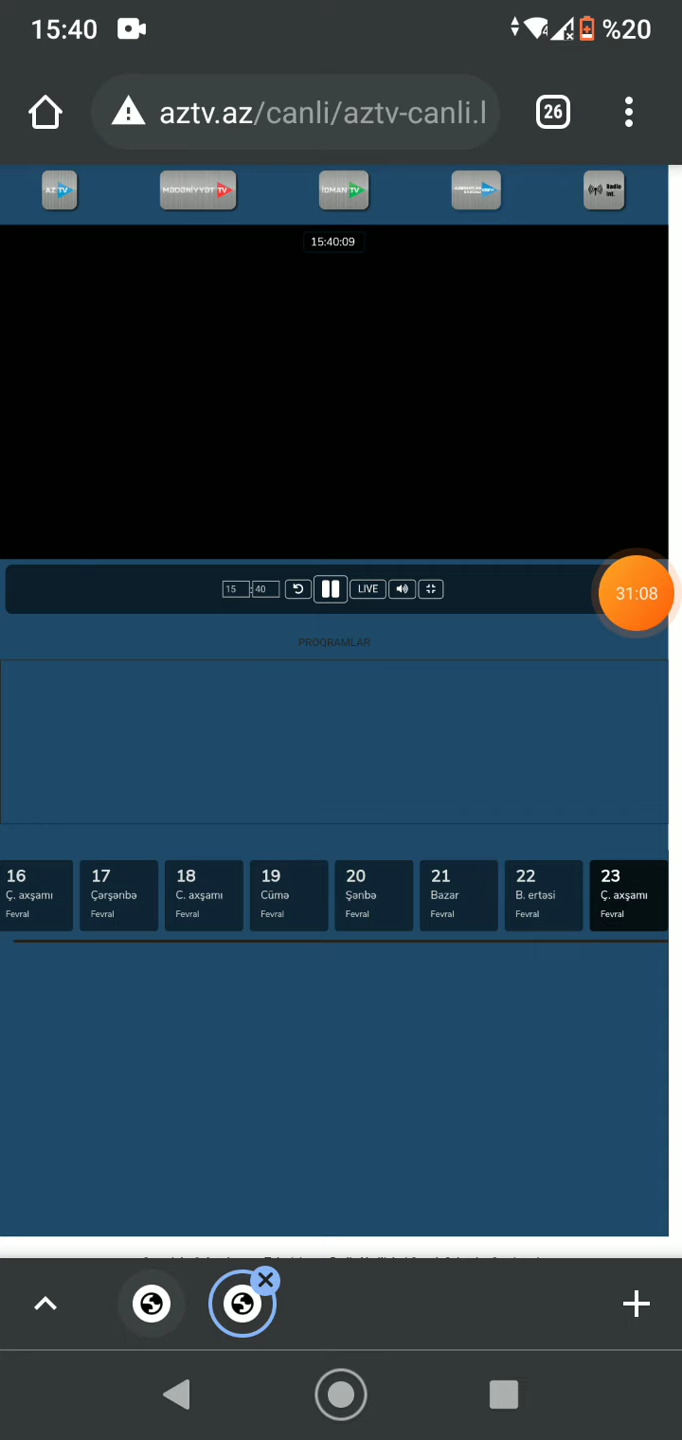 15:40
%20
aztv.az/canli/aztv-canli.l
26
AZ TV
MƏDƏNİYYƏT TV
İDMAN TV
Radio
Int.
15:40:09
15:40
LIVE
31:08
PROQRAMLAR
16
Ç. axşamı
Fevral
17
Çərşənbə
Fevral
18
C. axşamı
Fevral
19
Cümə
Fevral
20
Şənbə
Fevral
21
Bazar
Fevral
22
B. ertəsi
Fevral
23
Ç. axşamı
Fevral